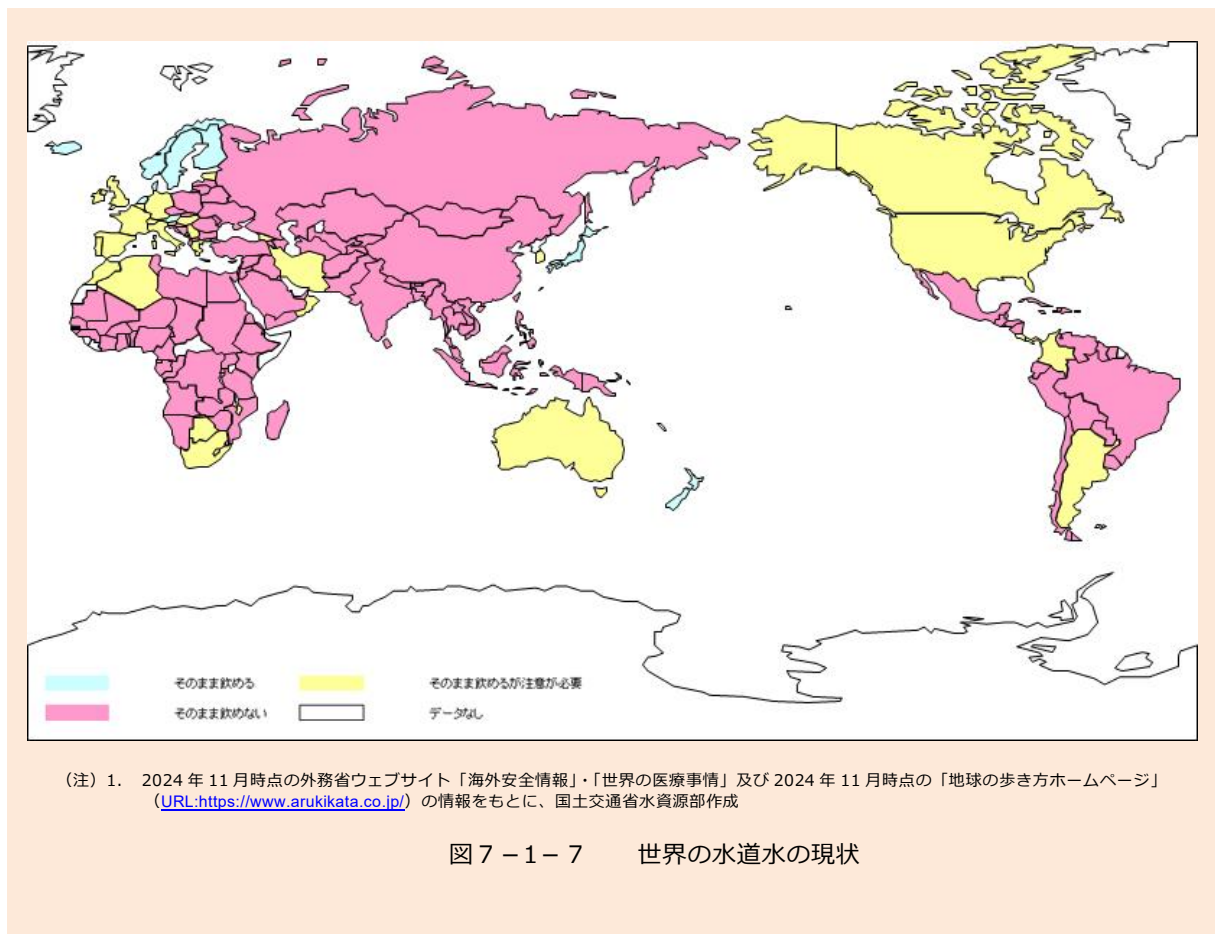 そのまま飲める
そのまま飲めるが注意が必要
そのまま飲めない
データなし
（注）1. 2024 年 11 月時点の外務省ウェブサイト「海外安全情報」・「世界の医療事情」及び 2024 年 11 月時点の「地球の歩き方ホームページ」
（URL:https://www.arukikata.co.jp/）の情報をもとに、国土交通省水資源部作成
図７－1－７ 世界の水道水の現状